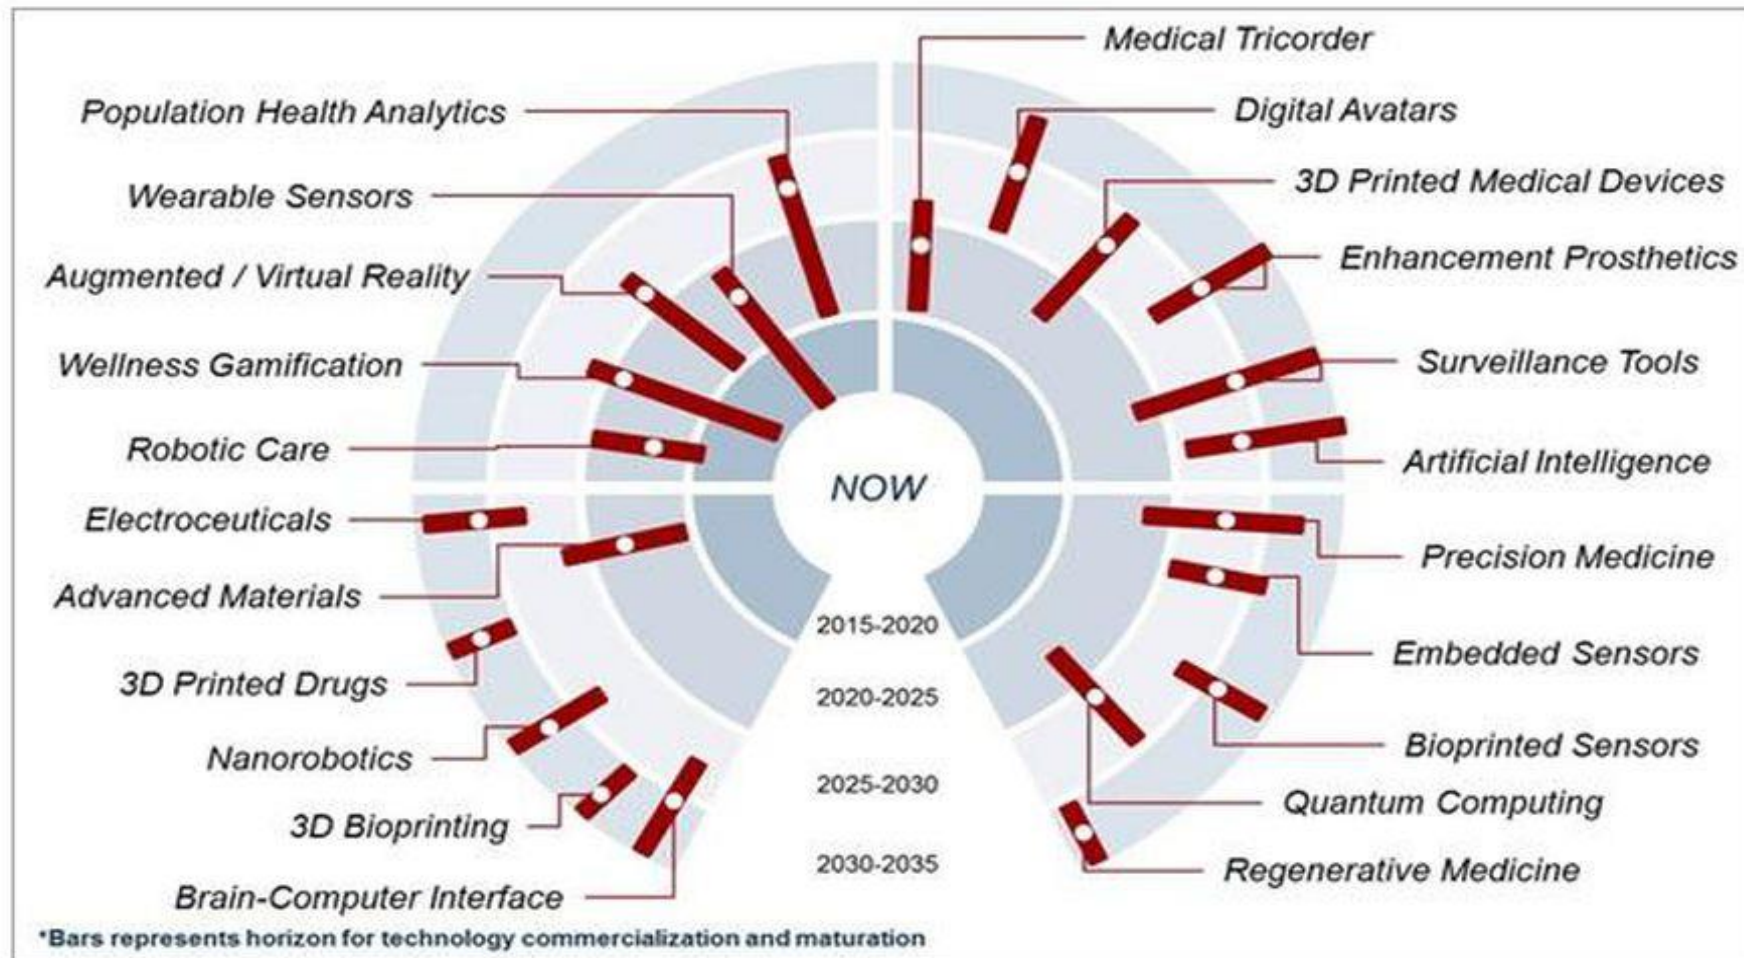 Medical Tricorder
Population Health Analytics
Digital Avatars
Wearable Sensors
3D Printed Medical Devices
Augmented / Virtual Reality
Enhancement Prosthetics
Wellness Gamification
Surveillance Tools
Robotic Care
Artificial Intelligence
NOW
Electroceuticals
Precision Medicine
Advanced Materials
2015-2020
Embedded Sensors
3D Printed Drugs
2020-2025
Bioprinted Sensors
Nanorobotics
2025-2030
Quantum Computing
3D Bioprinting
2030-2035
Regenerative Medicine
Brain-Computer Interface
*Bars represents horizon for technology commercialization and maturation